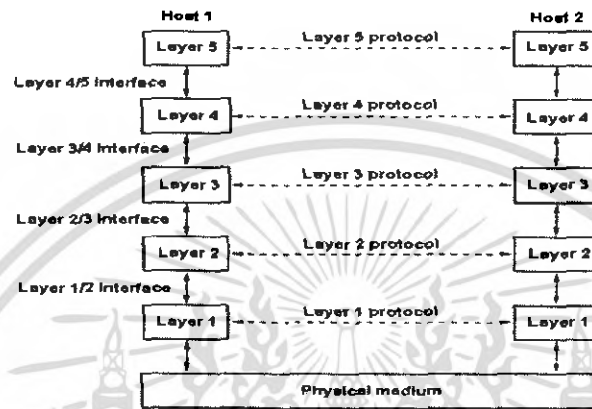 Host 1 Host 2
Layer 5 Layer 5 protocol Layer 5
Layer 4/5 interface
Layer 4 Layer 4 protocol Layer 4
Layer 3/4 interface
Layer 3 Layer 3 protocol Layer 3
Layer 2/3 interface
Layer 2 Layer 2 protocol Layer 2
Layer 1/2 interface
Layer 1 Layer 1 protocol Layer 1
Physical medium